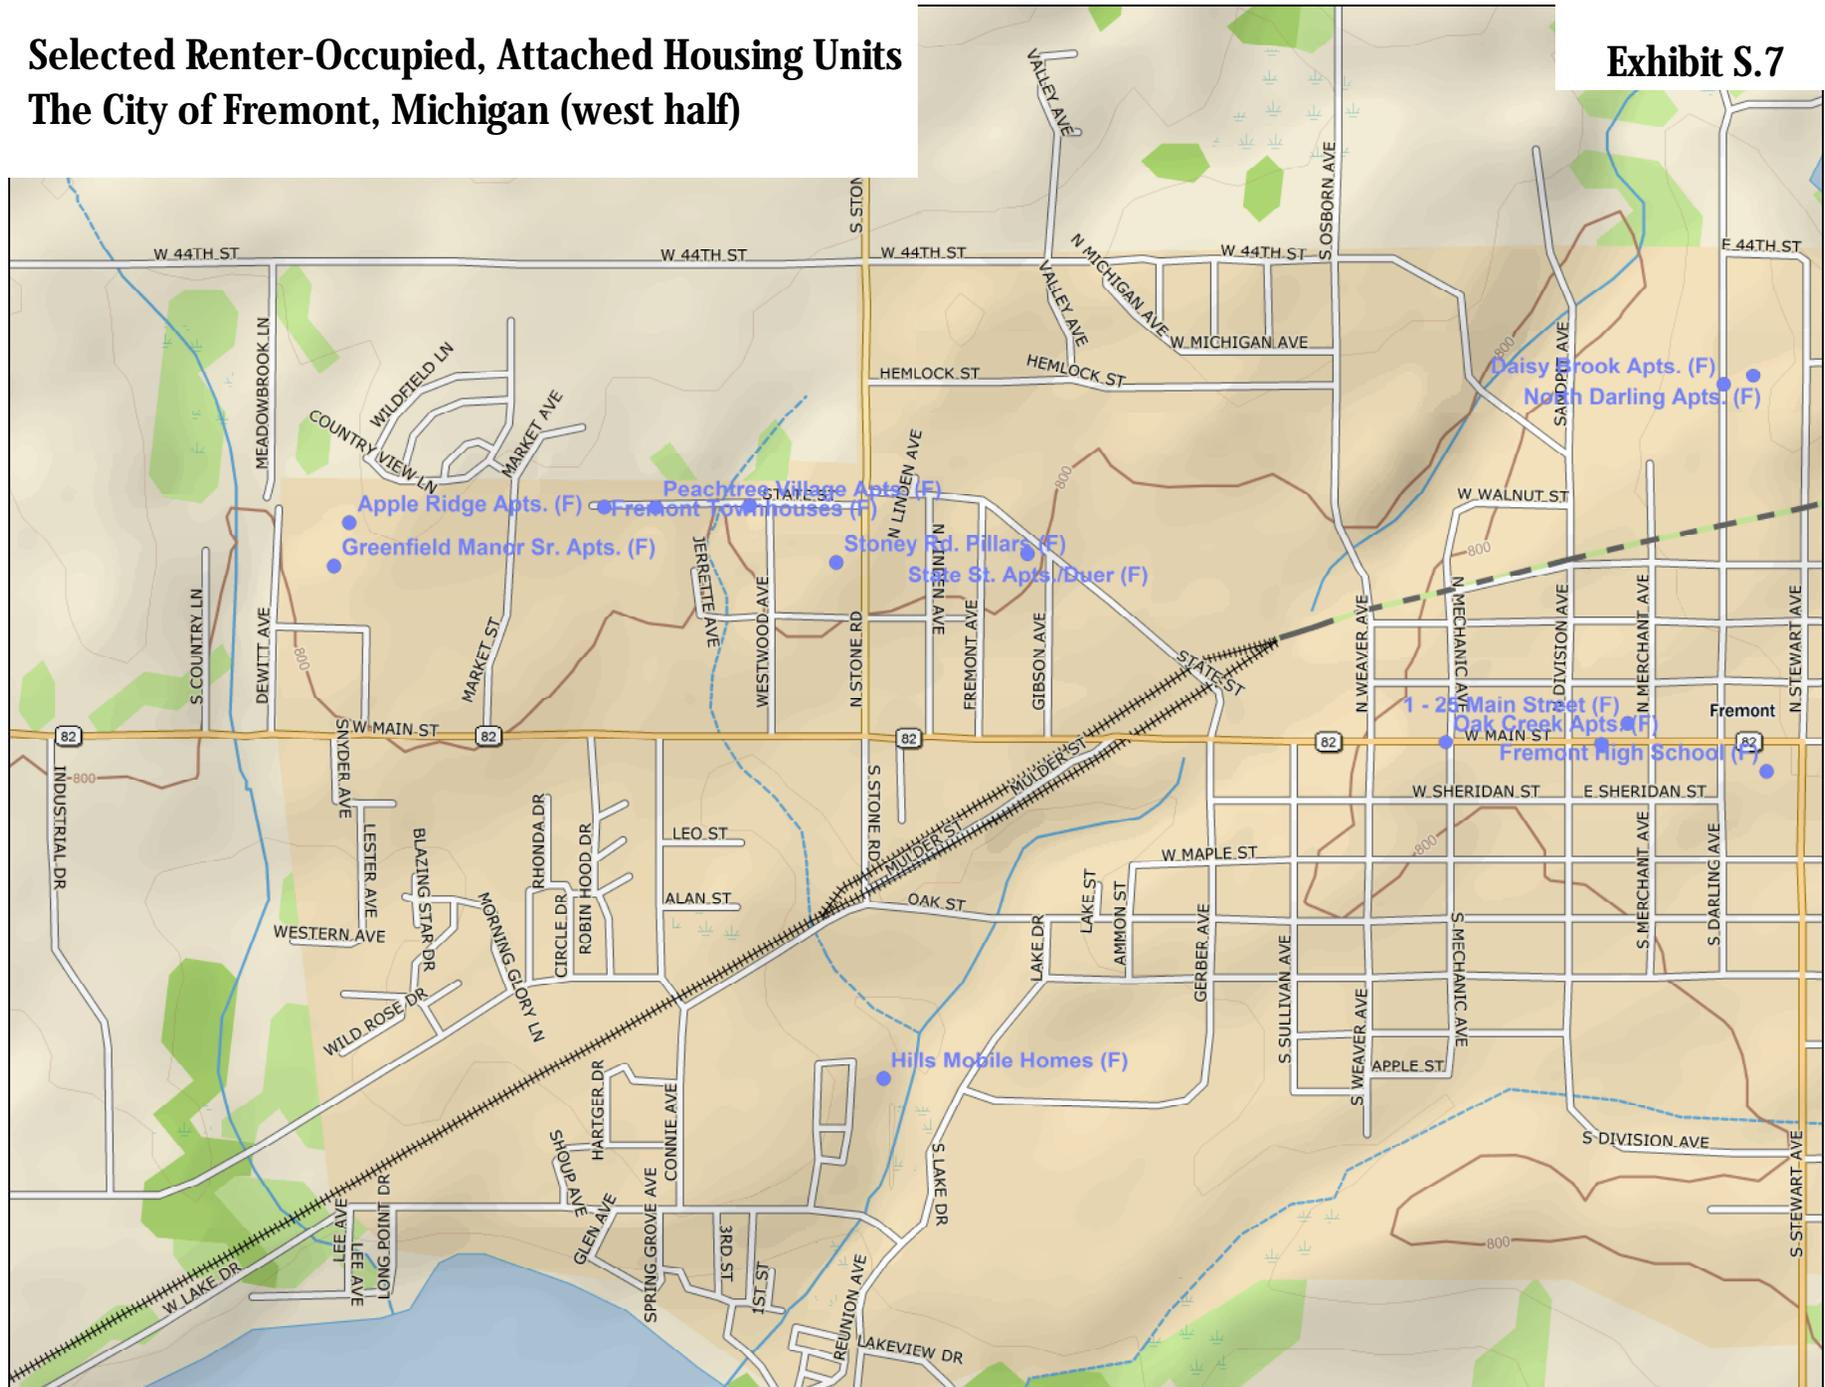 Selected Renter-Occupied, Attached Housing Units
The City of Fremont, Michigan (west half)
Exhibit S.7
VALLEY AVE
S OSBORN AVE
S STON
W 44TH ST
W 44TH ST
W 44TH ST
W 44TH ST
E 44TH ST
N MICHIGAN AVE
VALLEY AVE
W MICHIGAN AVE
HEMLOCK ST
HEMLOCK ST
MEADOWBROOK LN
WILDFIELD LN
COUNTRY VIEW LN
MARKET AVE
800
SANDPT AVE
Daisy Brook Apts. (F)
North Darling Apts. (F)
N LINDEN AVE
800
Peachtree Village Apts. (F)
STATE ST
Apple Ridge Apts. (F)
Fremont Townhouses (F)
W WALNUT ST
Greenfield Manor Sr. Apts. (F)
Stoney Rd. Pillars (F)
State St. Apts./Duer (F)
800
JERRETTE AVE
WESTWOOD AVE
N STONE RD
N LINDEN AVE
FREMONT AVE
GIBSON AVE
S COUNTRY LN
DEWITT AVE
800
MARKET ST
STATE ST
N WEAVER AVE
N MECHANIC AVE
N DIVISION AVE
N MERCHANT AVE
N STEWART AVE
1 - 25 Main Street (F)
Oak Creek Apts. (F)
Fremont
82
SNYDER AVE
W MAIN ST
82
82
82
W MAIN ST
82
Fremont High School (F)
800
INDUSTRIAL DR
MULDER ST
S STONE RD
W SHERIDAN ST
E SHERIDAN ST
LESTER AVE
BLAZING STAR DR
RHONDA DR
ROBIN HOOD DR
LEO ST
MULDER ST
800
W MAPLE ST
MORNING GLORY LN
CIRCLE DR
ALAN ST
OAK ST
LAKE ST
AMMON ST
GERBER AVE
S MECHANIC AVE
S MERCHANT AVE
S DARLING AVE
WESTERN AVE
LAKE DR
S SULLIVAN AVE
WILD ROSE DR
S WEAVER AVE
Hills Mobile Homes (F)
APPLE ST
HARTGER DR
CONNIE AVE
SHOUP AVE
S LAKE DR
S DIVISION AVE
S STEWART AVE
LEE AVE
LONG POINT DR
GLEN AVE
SPRING GROVE AVE
3RD ST
800
LEE AVE
W LAKE DR
1ST ST
REUNION AVE
LAKEVIEW DR